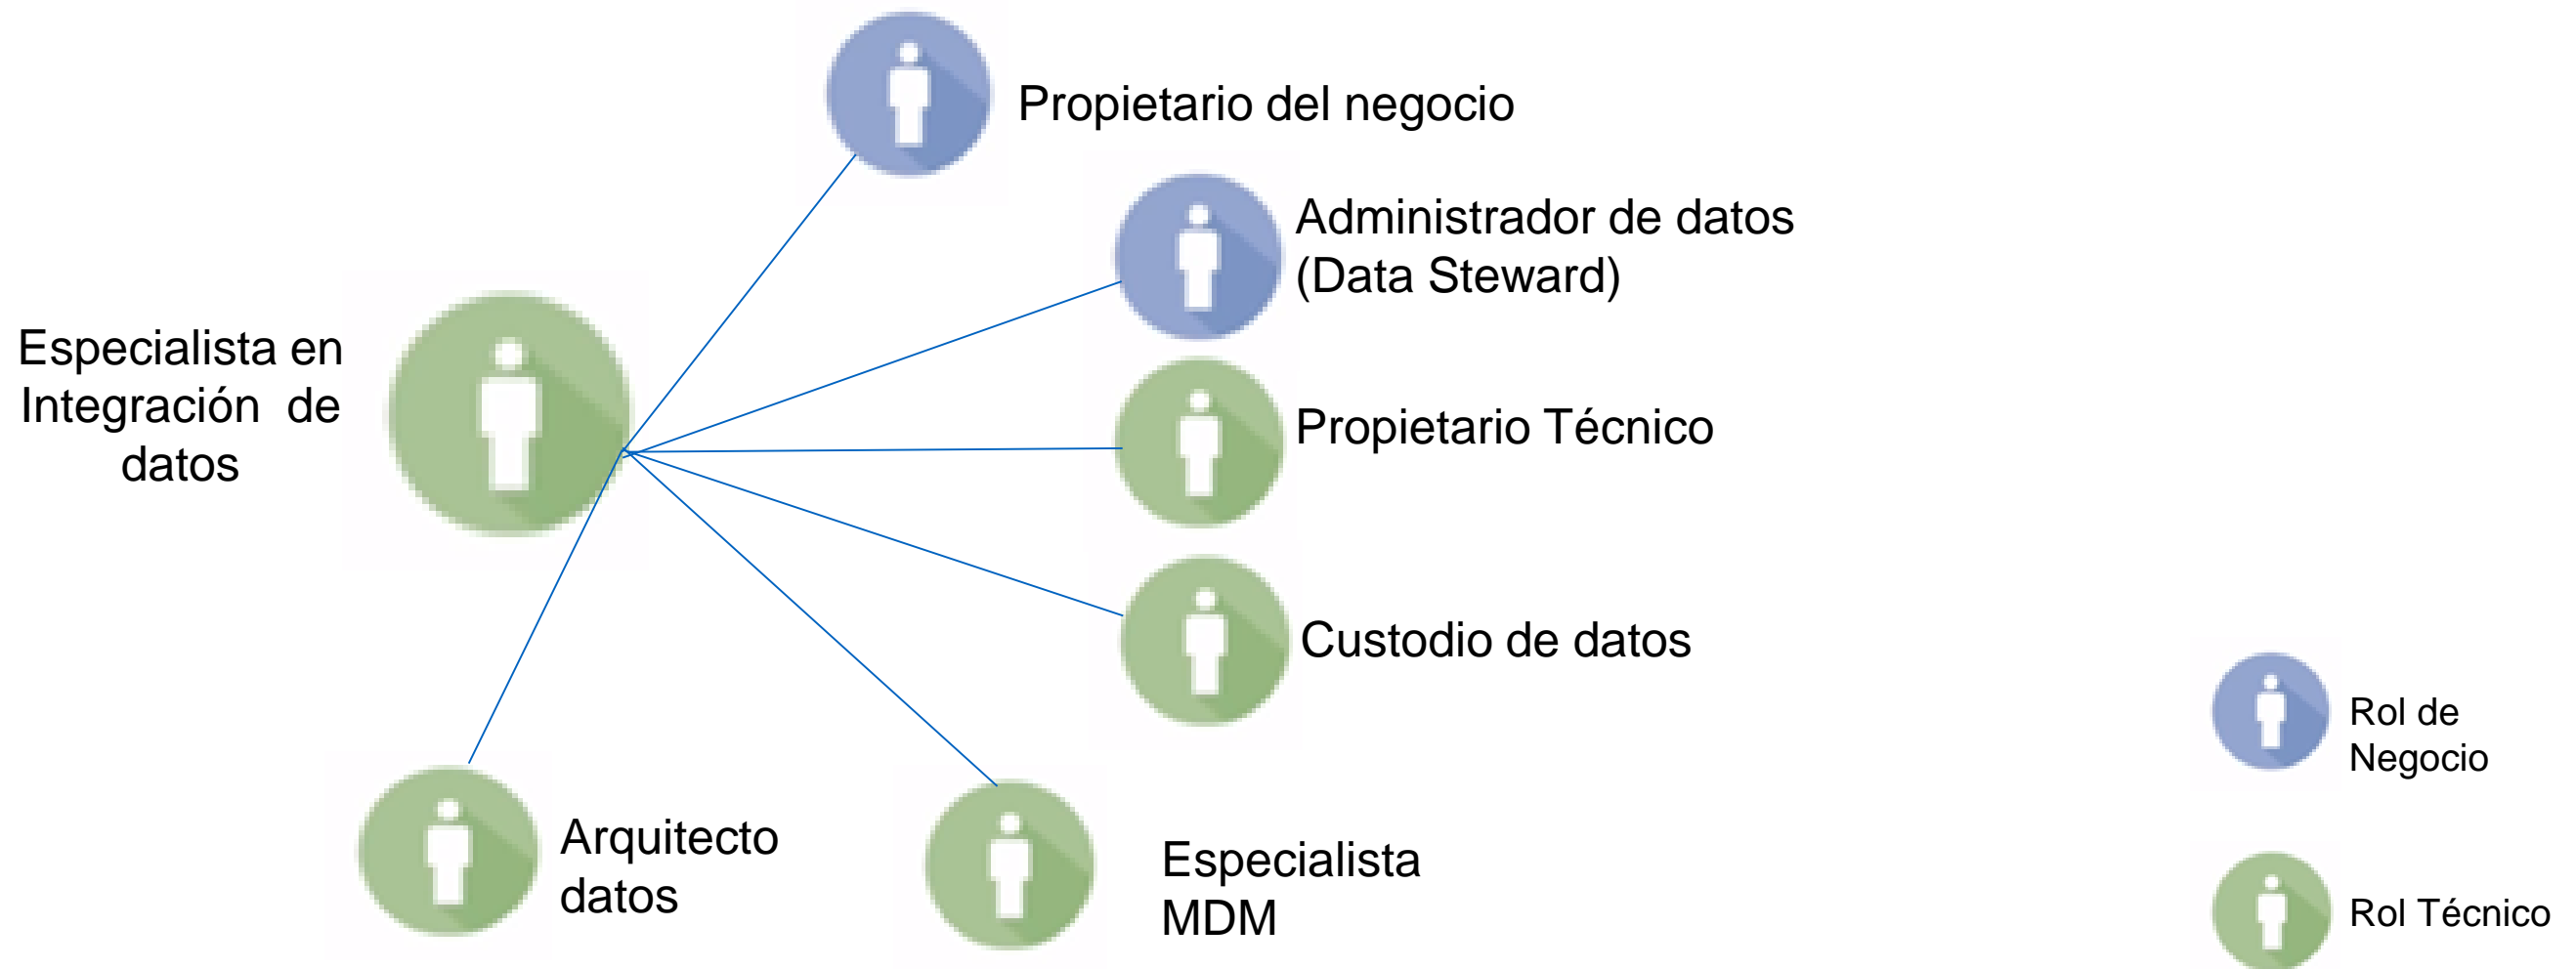 Propietario del negocio
Administrador de datos
(Data Steward)
Especialista en
Integración de
datos
Propietario Técnico
Custodio de datos
Arquitecto
datos
Especialista
MDM
Rol de
Negocio
Rol Técnico